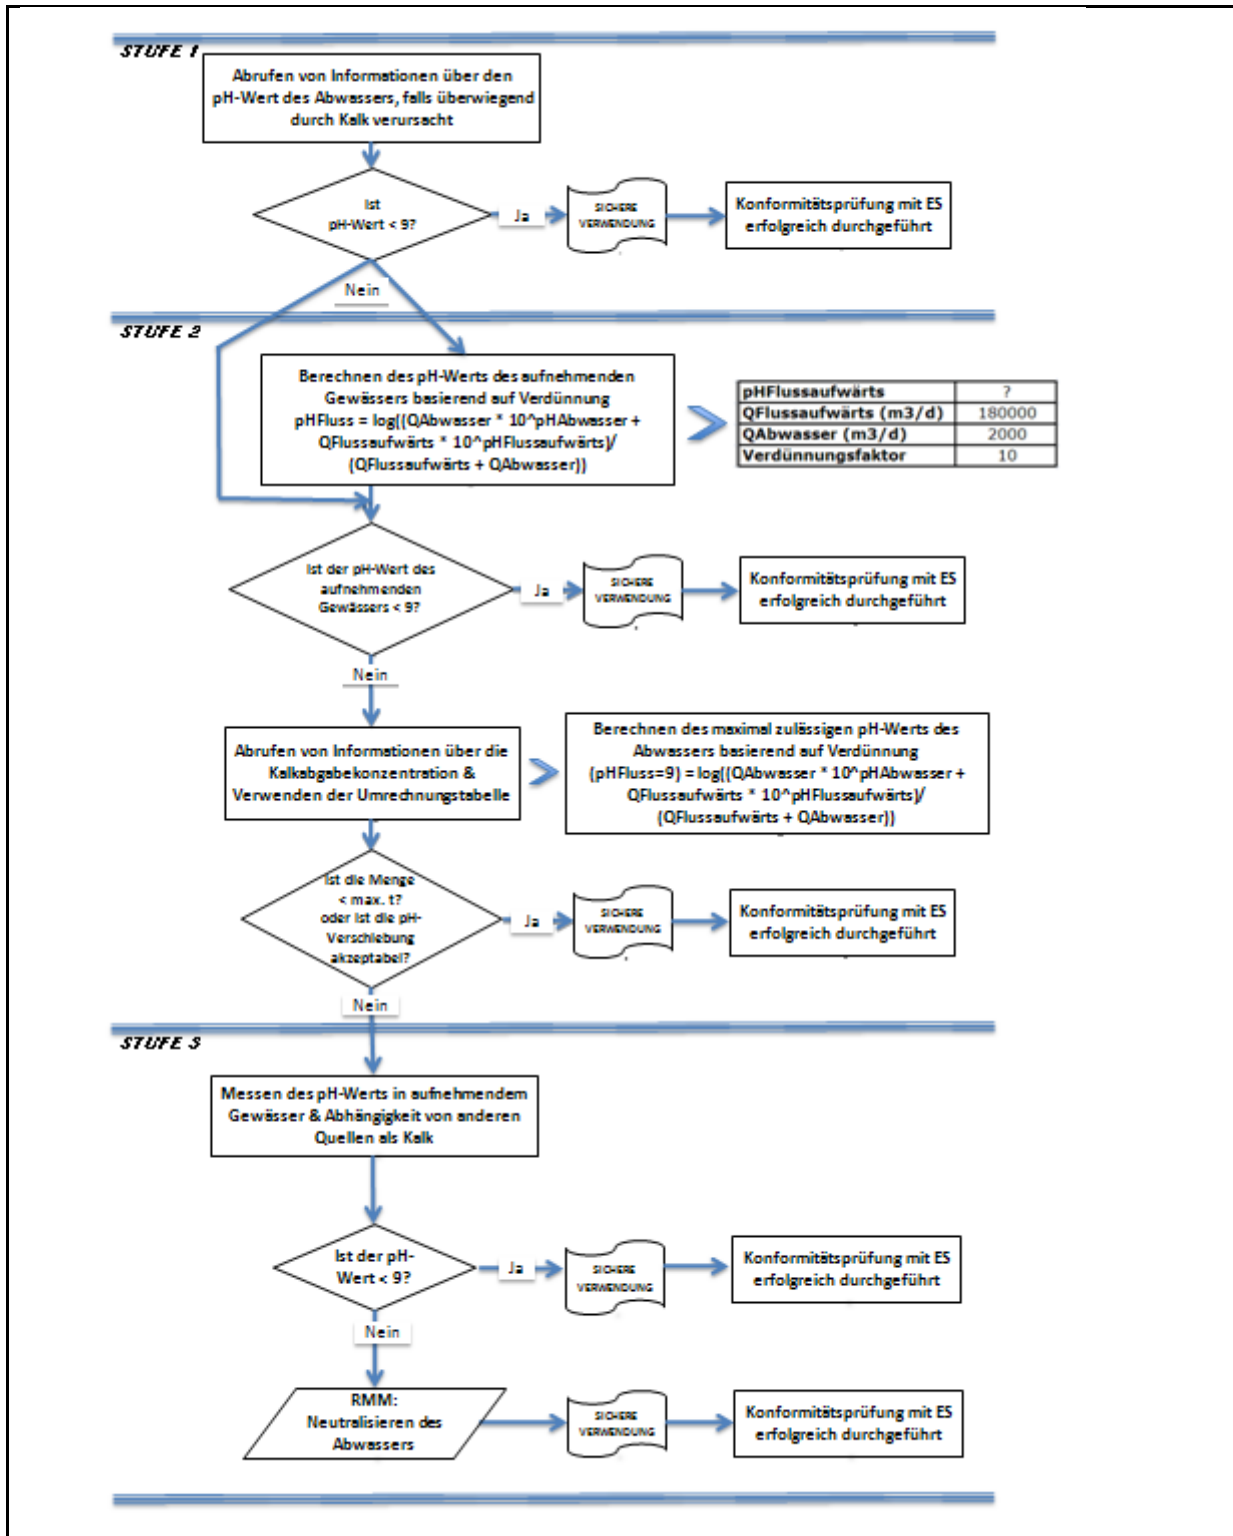 STUFE 1
Abrufen von Informationen über den
pH-Wert des Abwassers, falls überwiegend
durch Kalk verursacht
Ist
pH-Wert < 9?
Ja
SICHERE
VERWENDUNG
Konformitätsprüfung mit ES
erfolgreich durchgeführt
Nein
STUFE 2
Berechnen des pH-Werts des aufnehmenden
Gewässers basierend auf Verdünnung
pHFluss = log((QAbwasser * 10^pHAbwasser +
QFlussaufwärts * 10^pHFlussaufwärts)/
(QFlussaufwärts + QAbwasser))
pHFlussaufwärts ?
QFlussaufwärts (m3/d) 180000
QAbwasser (m3/d) 2000
Verdünnungsfaktor 10
Ist der pH-Wert des
aufnehmenden
Gewässers < 9?
Ja
SICHERE
VERWENDUNG
Konformitätsprüfung mit ES
erfolgreich durchgeführt
Nein
Abrufen von Informationen über die
Kalkabgabekonzentration &
Verwenden der Umrechnungstabelle
Berechnen des maximal zulässigen pH-Werts des
Abwassers basierend auf Verdünnung
(pHFluss=9) = log((QAbwasser * 10^pHAbwasser +
QFlussaufwärts * 10^pHFlussaufwärts)/
(QFlussaufwärts + QAbwasser))
Ist die Menge
< max. t?
oder ist die pH-
Verschiebung
akzeptabel?
Ja
SICHERE
VERWENDUNG
Konformitätsprüfung mit ES
erfolgreich durchgeführt
Nein
STUFE 3
Messen des pH-Werts in aufnehmendem
Gewässer & Abhängigkeit von anderen
Quellen als Kalk
Ist der pH-
Wert < 9?
Ja
SICHERE
VERWENDUNG
Konformitätsprüfung mit ES
erfolgreich durchgeführt
Nein
RMM:
Neutralisieren des
Abwassers
SICHERE
VERWENDUNG
Konformitätsprüfung mit ES
erfolgreich durchgeführt